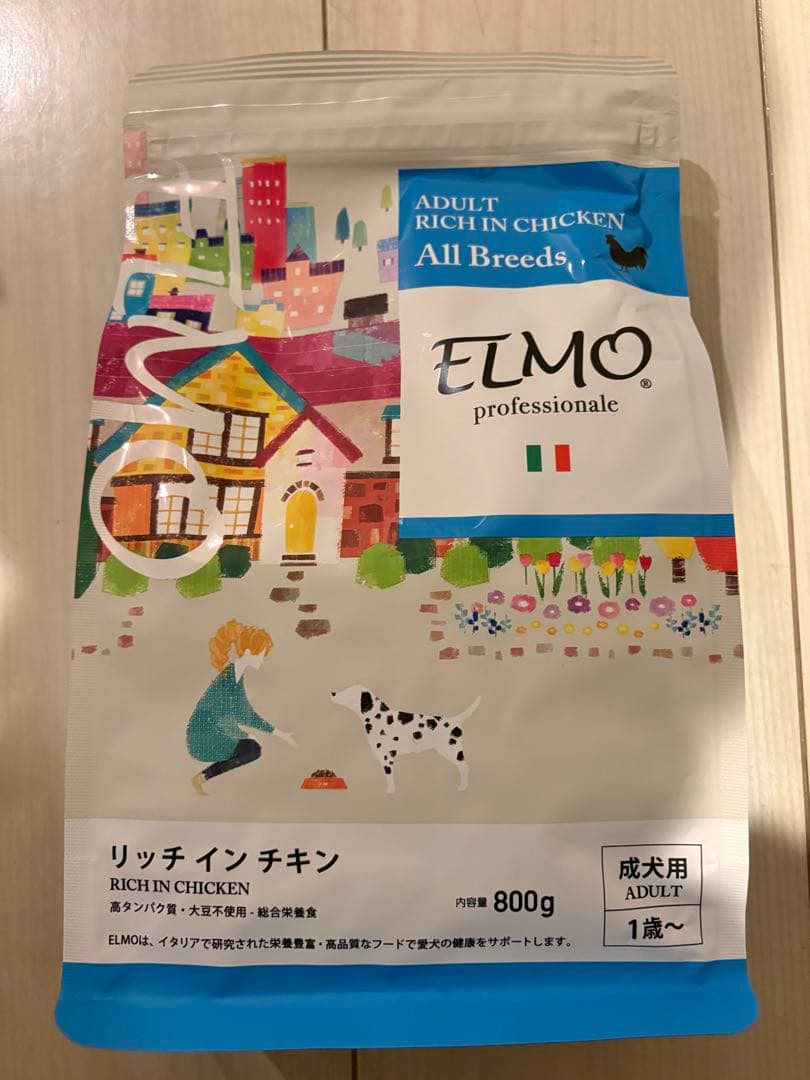 ADULT
RICH IN CHICKEN
All Breeds
ELMO
ELMO®
professionale
リッチ イン チキン
RICH IN CHICKEN
高タンパク質・大豆不使用 - 総合栄養食
内容量 800g
ELMOは、イタリアで研究された栄養豊富・高品質なフードで愛犬の健康をサポートします。
成犬用
ADULT
1歳〜